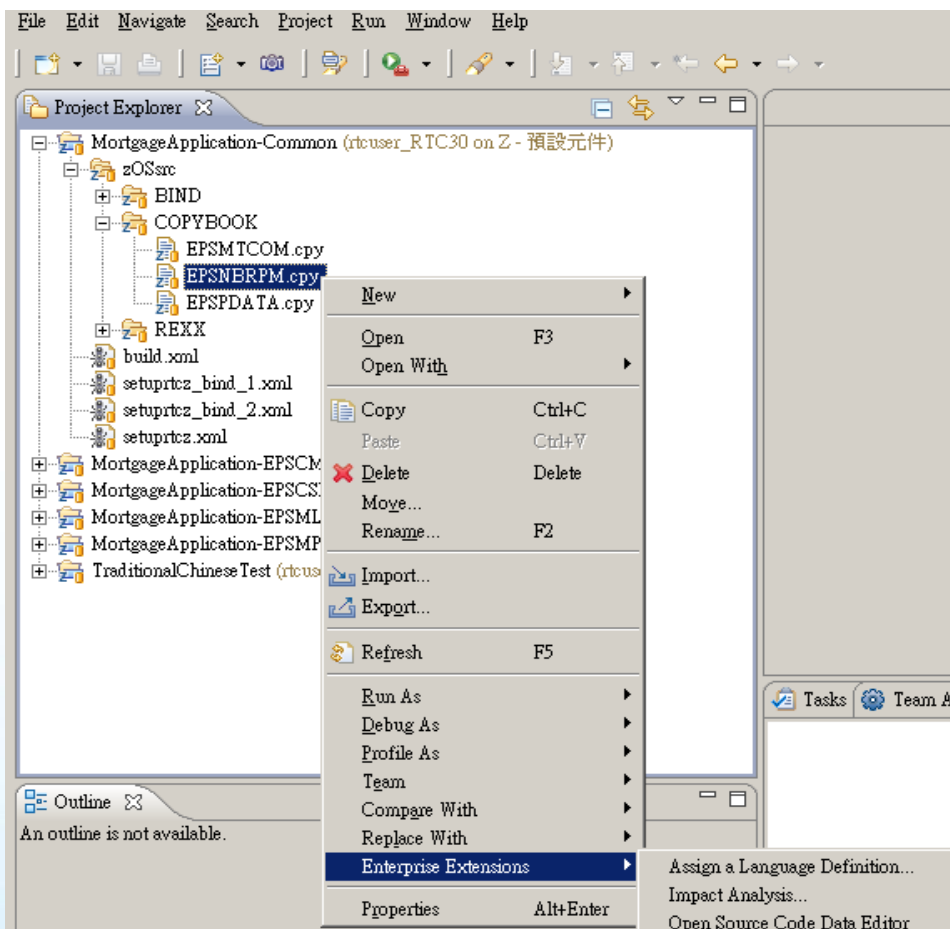 File Edit Navigate Search Project Run Window Help
Project Explorer
MortgageApplication-Common (rtcuser_RTC30 on Z - 預設元件)
zOSsrc
BIND
COPYBOOK
EPSMTCOM.cpy
EPSNBRPM.cpy
EPSPDATA.cpy
REXX
build.xml
setuprtcz_bind_1.xml
setuprtcz_bind_2.xml
setuprtcz.xml
MortgageApplication-EPSCM
MortgageApplication-EPSCS
MortgageApplication-EPSML
MortgageApplication-EPSMP
TraditionalChineseTest (rtcus
New
Open F3
Open With
Copy Ctrl+C
Paste Ctrl+V
Delete Delete
Move...
Rename... F2
Import...
Export...
Refresh F5
Run As
Debug As
Profile As
Team
Compare With
Replace With
Enterprise Extensions
Properties Alt+Enter
Assign a Language Definition...
Impact Analysis...
Open Source Code Data Editor
Tasks Team A
Outline
An outline is not available.